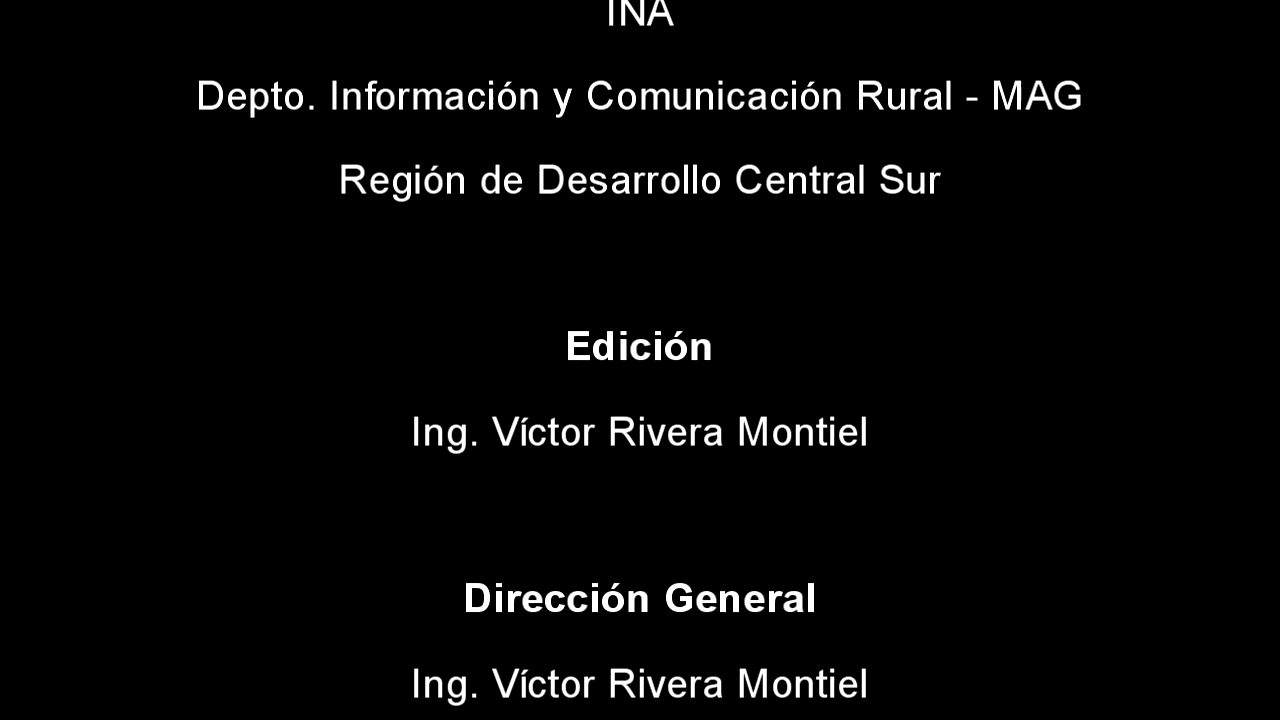 INA
Depto. Información y Comunicación Rural - MAG
Región de Desarrollo Central Sur
Edición
Ing. Víctor Rivera Montiel
Dirección General
Ing. Víctor Rivera Montiel